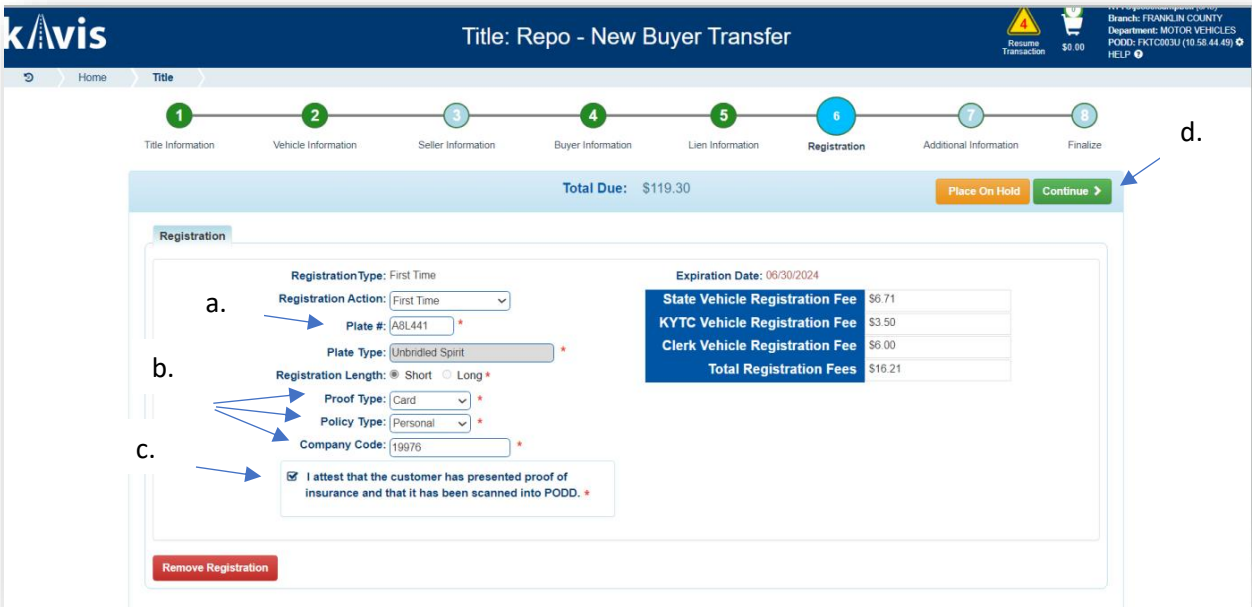 kavis
Title: Repo - New Buyer Transfer
4
Resume
Transaction
0
$0.00
Branch: FRANKLIN COUNTY
Department: MOTOR VEHICLES
PODD: FKTC003U (10.58.44.49)
HELP
Home
Title
1 2 3 4 5 6 7 8
Title Information Vehicle Information Seller Information Buyer Information Lien Information Registration Additional Information Finalize
d.
Total Due: $119.30
Place On Hold
Continue
Registration
Registration Type: First Time
Expiration Date: 06/30/2024
a.
Registration Action: First Time
State Vehicle Registration Fee $6.71
Plate #: A8L441 *
KYTC Vehicle Registration Fee $3.50
Plate Type: Unbridled Spirit *
Clerk Vehicle Registration Fee $6.00
b.
Registration Length: Short Long *
Total Registration Fees $16.21
Proof Type: Card *
Policy Type: Personal *
c.
Company Code: 19976 *
I attest that the customer has presented proof of
insurance and that it has been scanned into PODD. *
Remove Registration